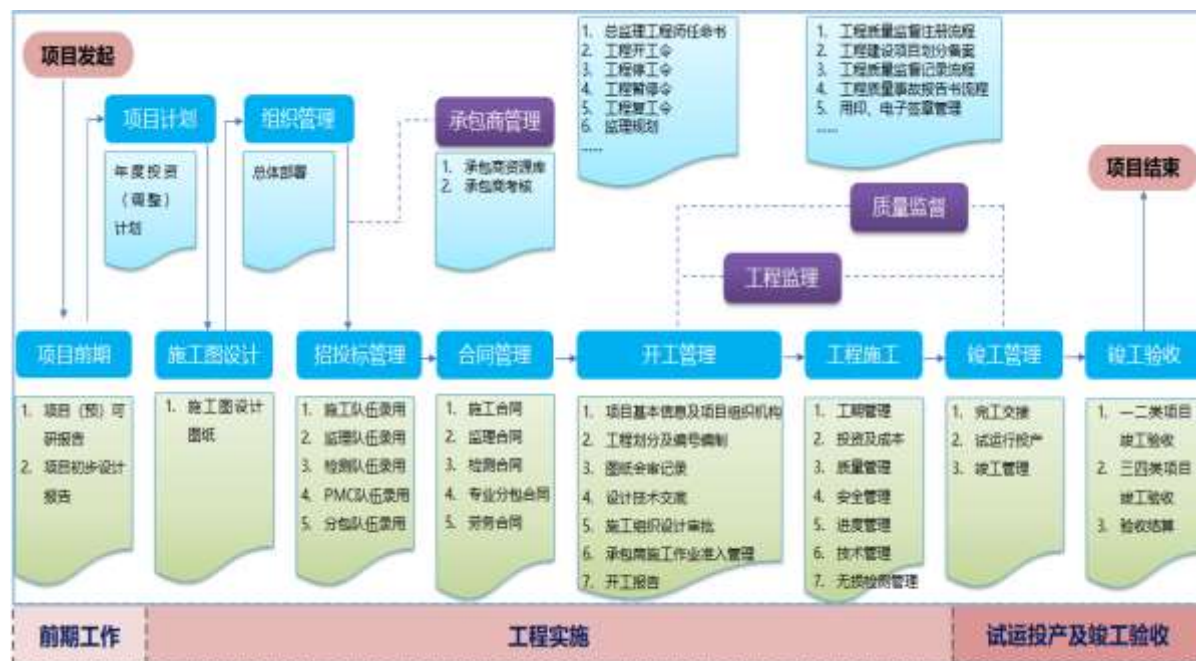 项目发起
项目计划
年度投资
（调整）
计划
组织管理
总体部署
承包商管理
1. 承包商资源库
2. 承包商考核
1. 总监理工程师任命书
2. 工程开工令
3. 工程停工令
4. 工程暂停令
5. 工程复工令
6. 监理规划
.....
1. 工程质量监督注册流程
2. 工程建设项目划分备案
3. 工程质量监督记录流程
4. 工程质量事故报告书流程
5. 用印、电子签章管理
.....
质量监督
工程监理
项目结束
项目前期
1. 项目（预）可
研报告
2. 项目初步设计
报告
施工图设计
1. 施工图设计
图纸
招投标管理
1. 施工队伍录用
2. 监理队伍录用
3. 检测队伍录用
4. PMC队伍录用
5. 分包队伍录用
合同管理
1. 施工合同
2. 监理合同
3. 检测合同
4. 专业分包合同
5. 劳务合同
开工管理
1. 项目基本信息及项目组织机构
2. 工程划分及编号编制
3. 图纸会审记录
4. 设计技术交底
5. 施工组织设计审批
6. 承包商施工作业准入管理
7. 开工报告
工程施工
1. 工期管理
2. 投资及成本
3. 质量管理
4. 安全管理
5. 进度管理
6. 技术管理
7. 无损检测管理
竣工管理
1. 完工交接
2. 试运行投产
3. 竣工管理
竣工验收
1. 一二类项目
竣工验收
2. 三四类项目
竣工验收
3. 验收结算
前期工作
工程实施
试运投产及竣工验收